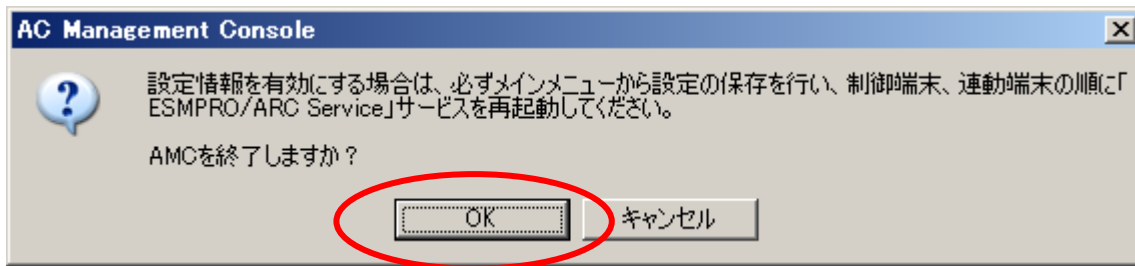 AC Management Console
設定情報を有効にする場合は、必ずメインメニューから設定の保存を行い、制御端末、連動端末の順に「
ESMPRO/ARC Service」サービスを再起動してください。
AMCを終了しますか？
OK
キャンセル